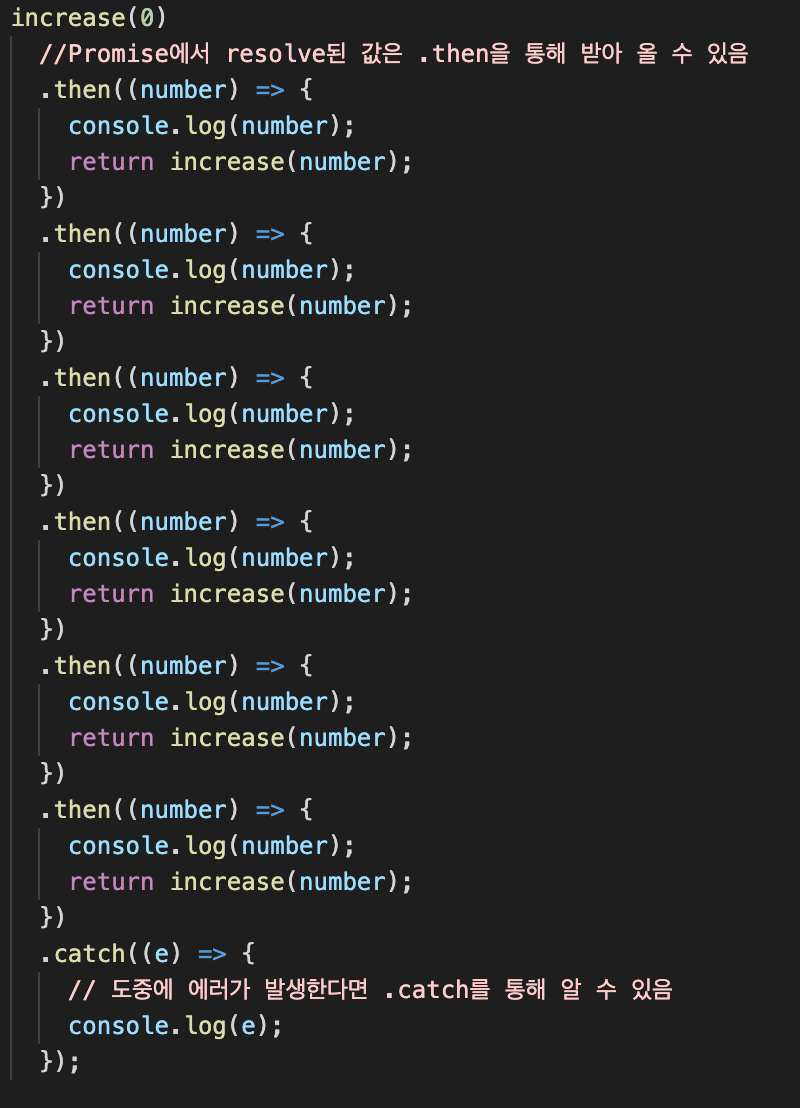 increase(0)
  //Promise에서 resolve된 값은 .then을 통해 받아 올 수 있음
  .then((number) => {
    console.log(number);
    return increase(number);
  })
  .then((number) => {
    console.log(number);
    return increase(number);
  })
  .then((number) => {
    console.log(number);
    return increase(number);
  })
  .then((number) => {
    console.log(number);
    return increase(number);
  })
  .then((number) => {
    console.log(number);
    return increase(number);
  })
  .then((number) => {
    console.log(number);
    return increase(number);
  })
  .catch((e) => {
    // 도중에 에러가 발생한다면 .catch를 통해 알 수 있음
    console.log(e);
  });